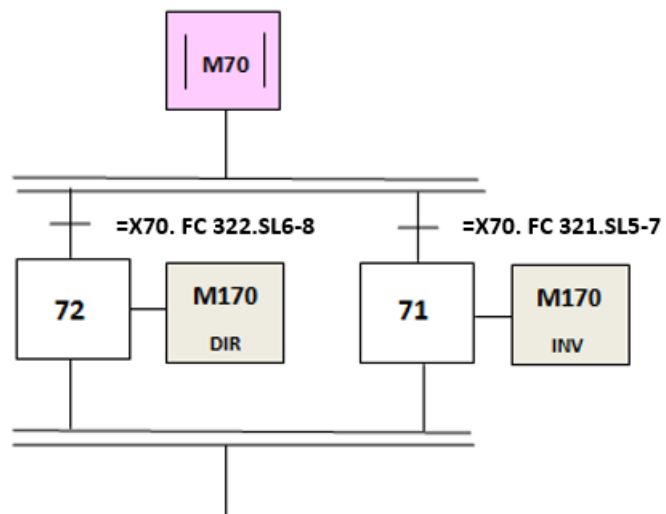 M70
=X70. FC 322.SL6-8
=X70. FC 321.SL5-7
72
M170
DIR
71
M170
INV